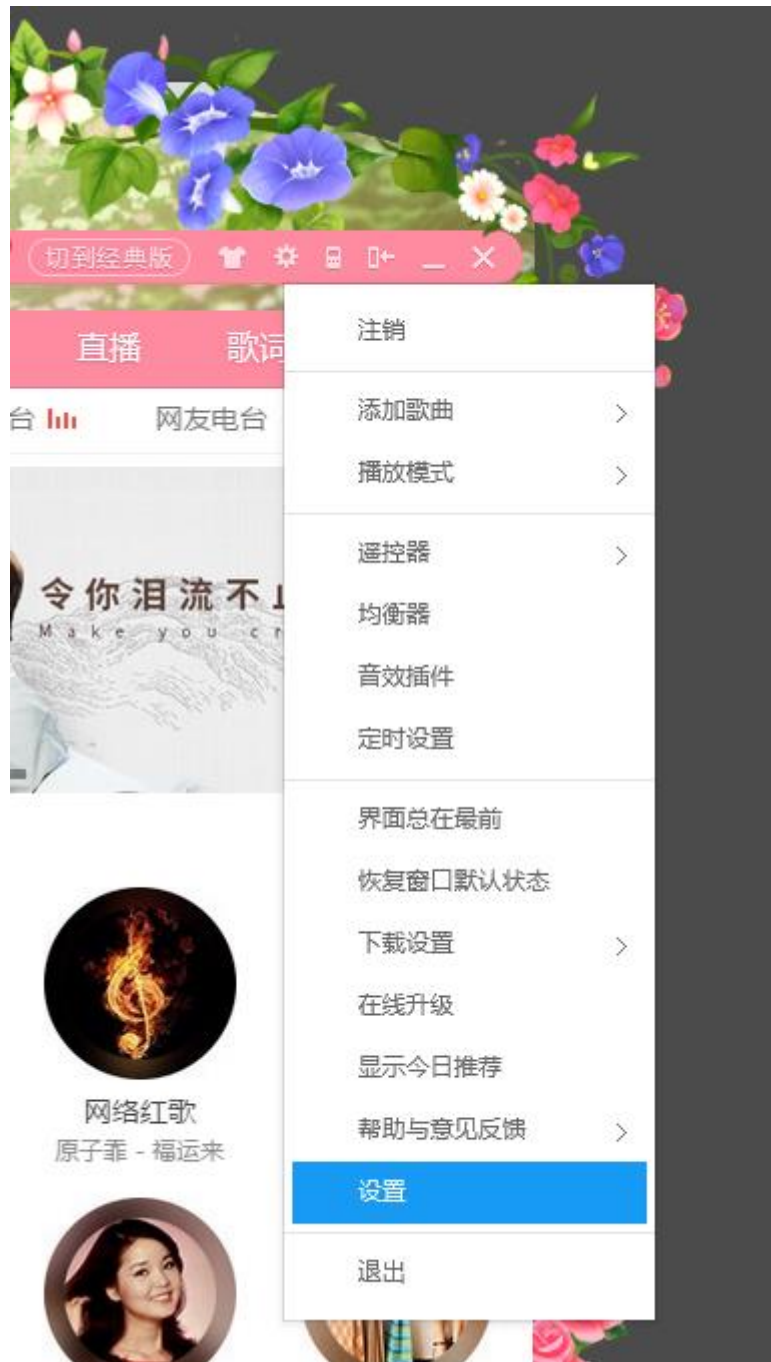 切到经典版
直播
歌词
台
网友电台
令你泪流不止
Make you cr
网络红歌
原子霏 - 福运来
注销
添加歌曲
播放模式
遥控器
均衡器
音效插件
定时设置
界面总在最前
恢复窗口默认状态
下载设置
在线升级
显示今日推荐
帮助与意见反馈
设置
退出